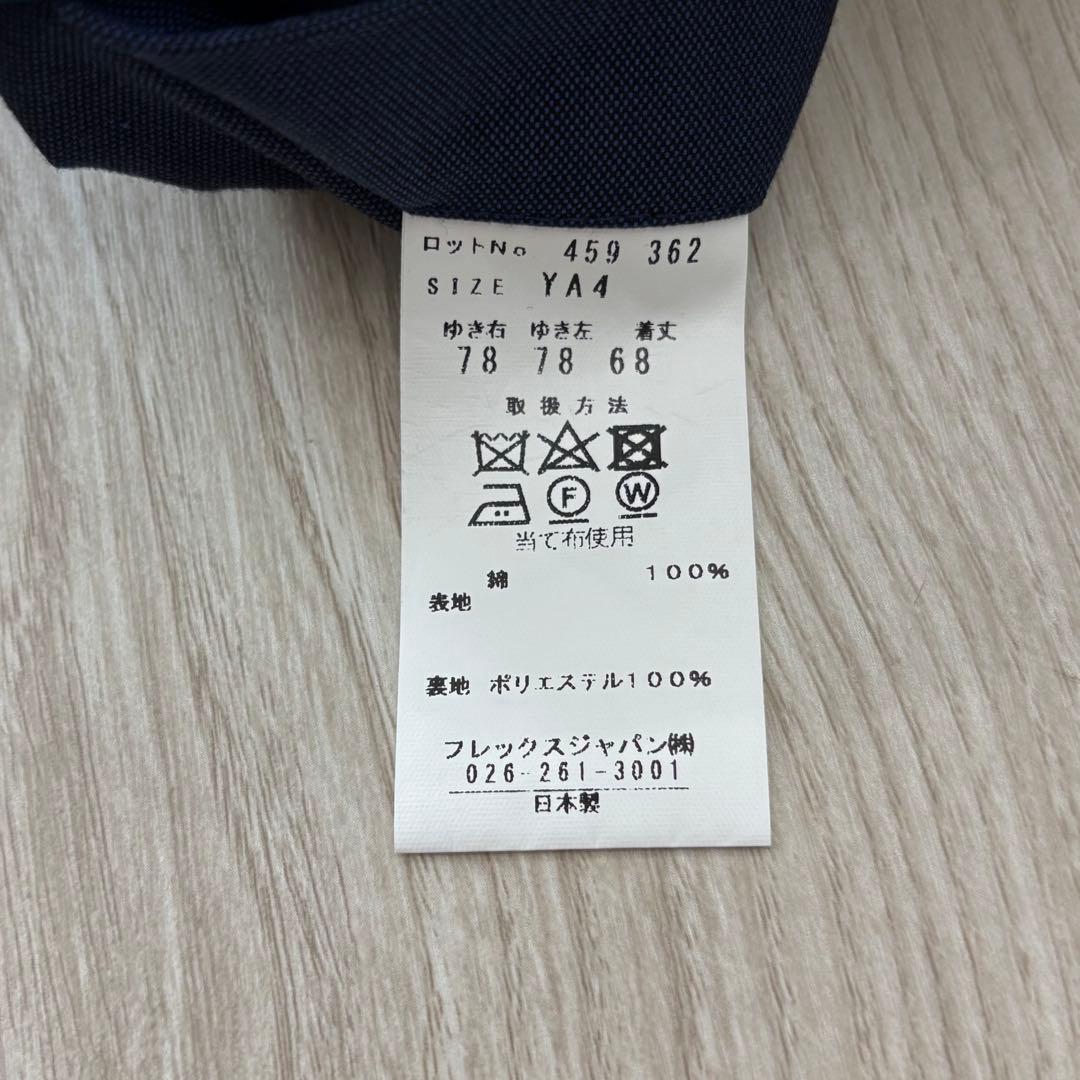 ロットNo 459 362
SIZE YA4
ゆき右 ゆき左 着丈
78 78 68
取扱方法
F W
当て布使用
綿 100%
表地
裏地 ポリエステル100%
フレックスジャパン㈱
026-261-3001
日本製